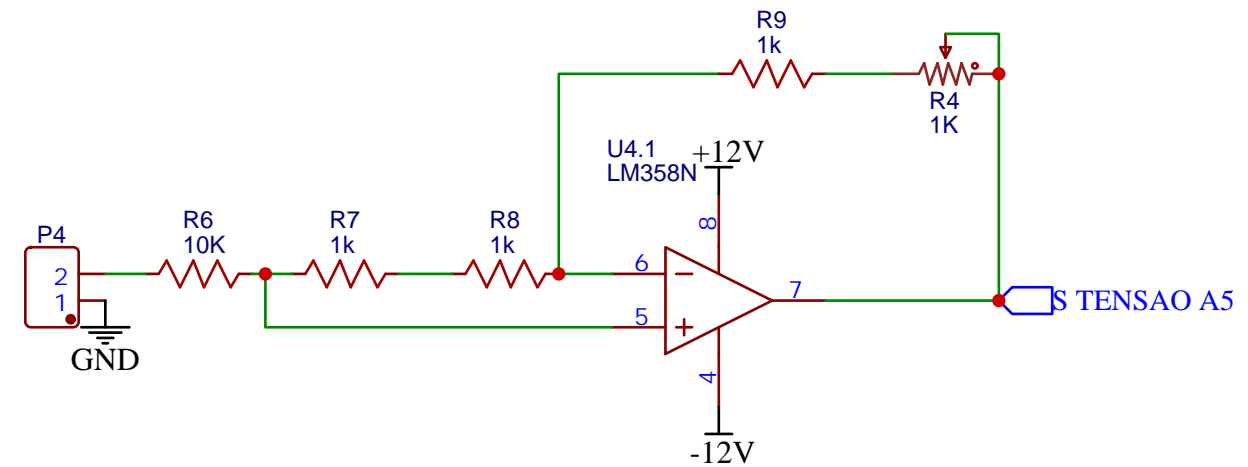 R9
1k
R4
1K
U4.1
LM358N
+12V
8
P4
2
1
GND
R6
10K
R7
1k
R8
1k
6
−
5
+
7
S TENSAO A5
4
-12V